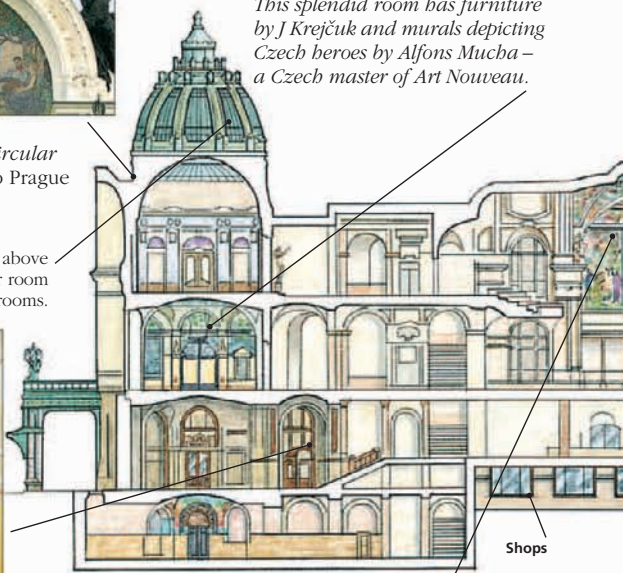 This splendid room has furniture
by J Krejčuk and murals depicting
Czech heroes by Alfons Mucha –
a Czech master of Art Nouveau.
Prague
above
room
rooms.
Shops